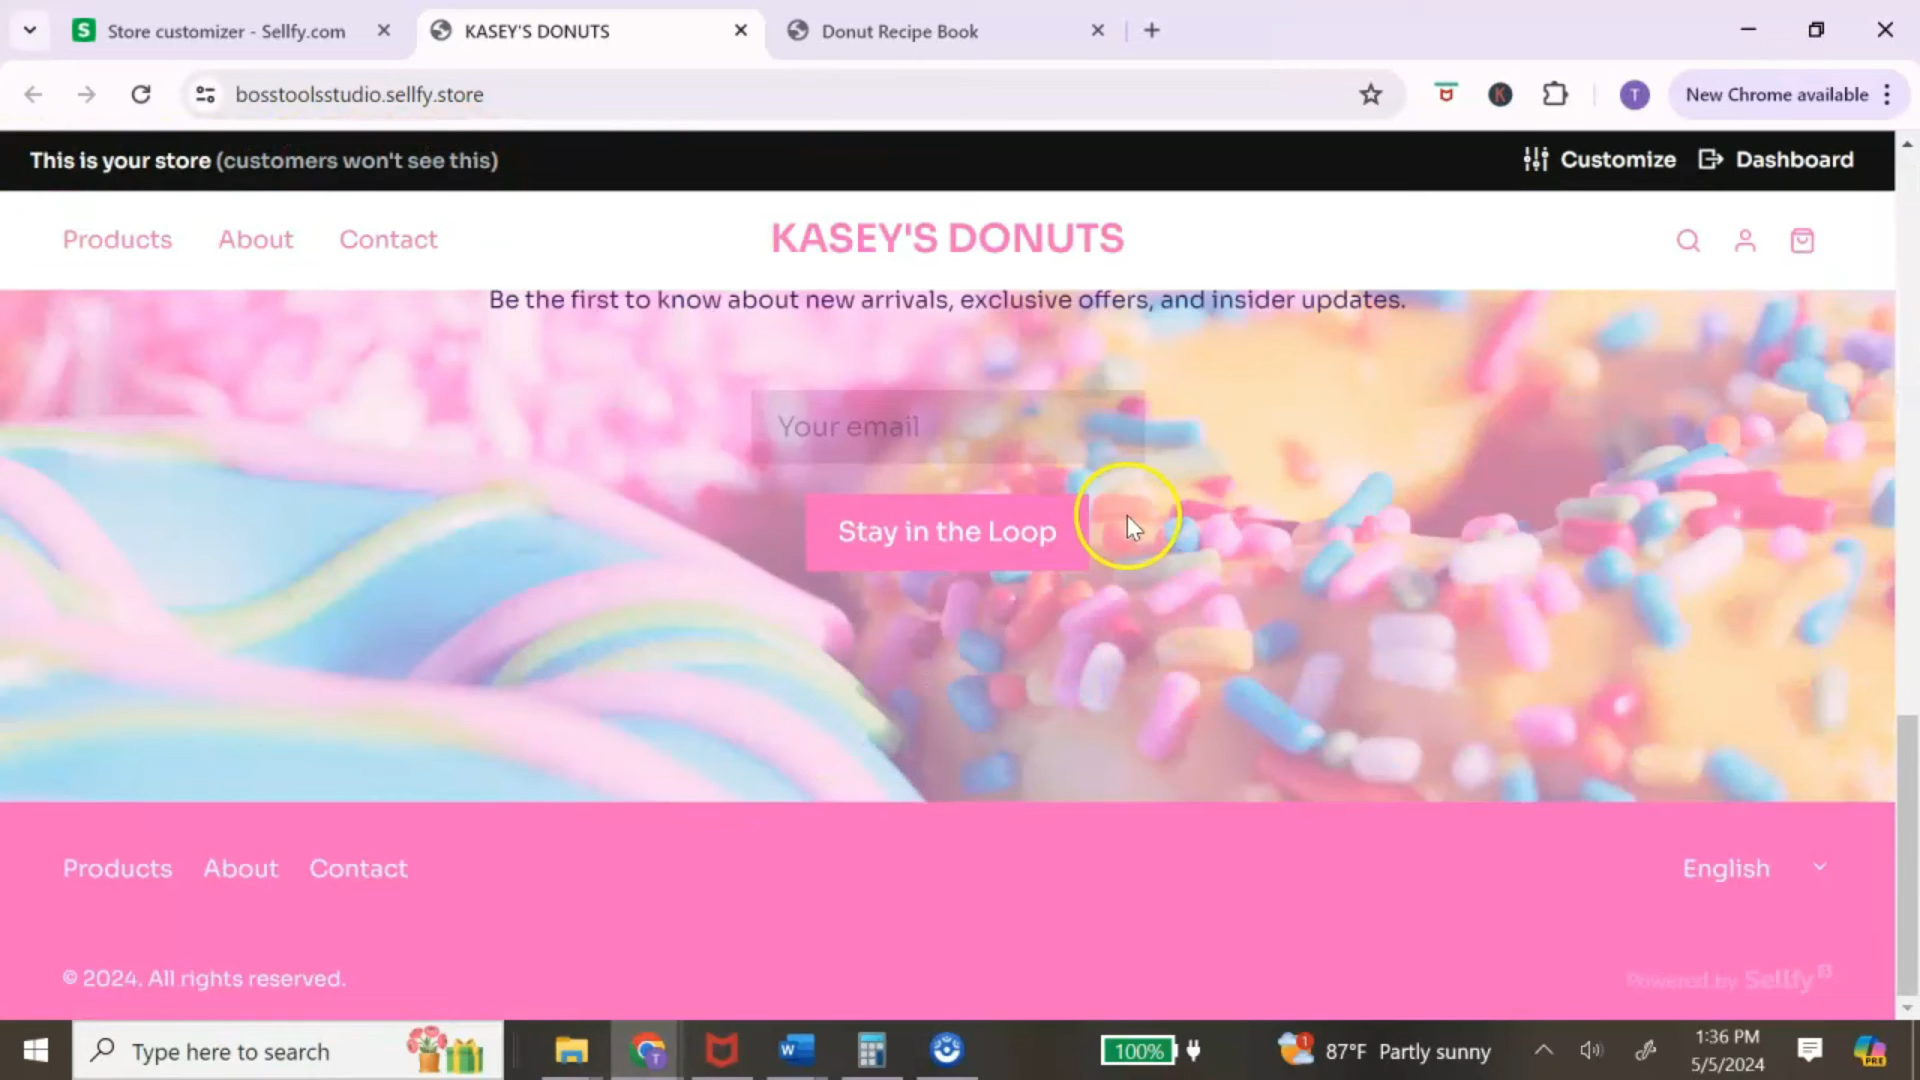 Store customizer - Sellfy.com
KASEY'S DONUTS
Donut Recipe Book
bosstoolsstudio.sellfy.store
T
New Chrome available
This is your store (customers won't see this)
Customize
Dashboard
Products About Contact
KASEY'S DONUTS
Be the first to know about new arrivals, exclusive offers, and insider updates.
Your email
Stay in the Loop
Products About Contact
English
© 2024. All rights reserved.
Powered by Sellfy
Type here to search
100%
87°F Partly sunny
1:36 PM
5/5/2024